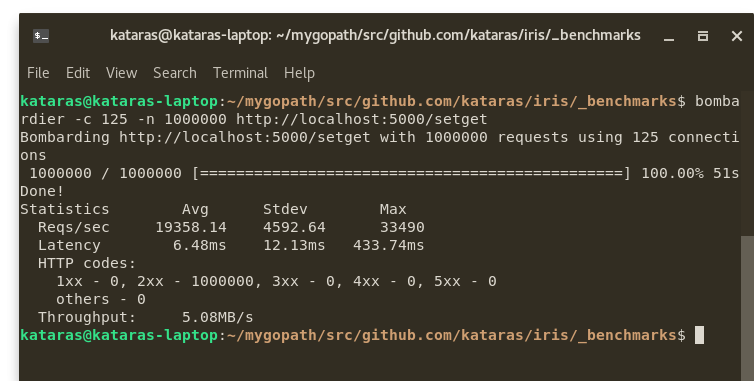 kataras@kataras-laptop: ~/mygopath/src/github.com/kataras/iris/_benchmarks
File Edit View Search Terminal Help
kataras@kataras-laptop:~/mygopath/src/github.com/kataras/iris/_benchmarks$ bomba
rdier -c 125 -n 1000000 http://localhost:5000/setget
Bombarding http://localhost:5000/setget with 1000000 requests using 125 connecti
ons
 1000000 / 1000000 [===============================================] 100.00% 51s
Done!
Statistics        Avg      Stdev        Max
  Reqs/sec     19358.14    4592.64      33490
  Latency        6.48ms    12.13ms   433.74ms
  HTTP codes:
    1xx - 0, 2xx - 1000000, 3xx - 0, 4xx - 0, 5xx - 0
    others - 0
  Throughput:     5.08MB/s
kataras@kataras-laptop:~/mygopath/src/github.com/kataras/iris/_benchmarks$